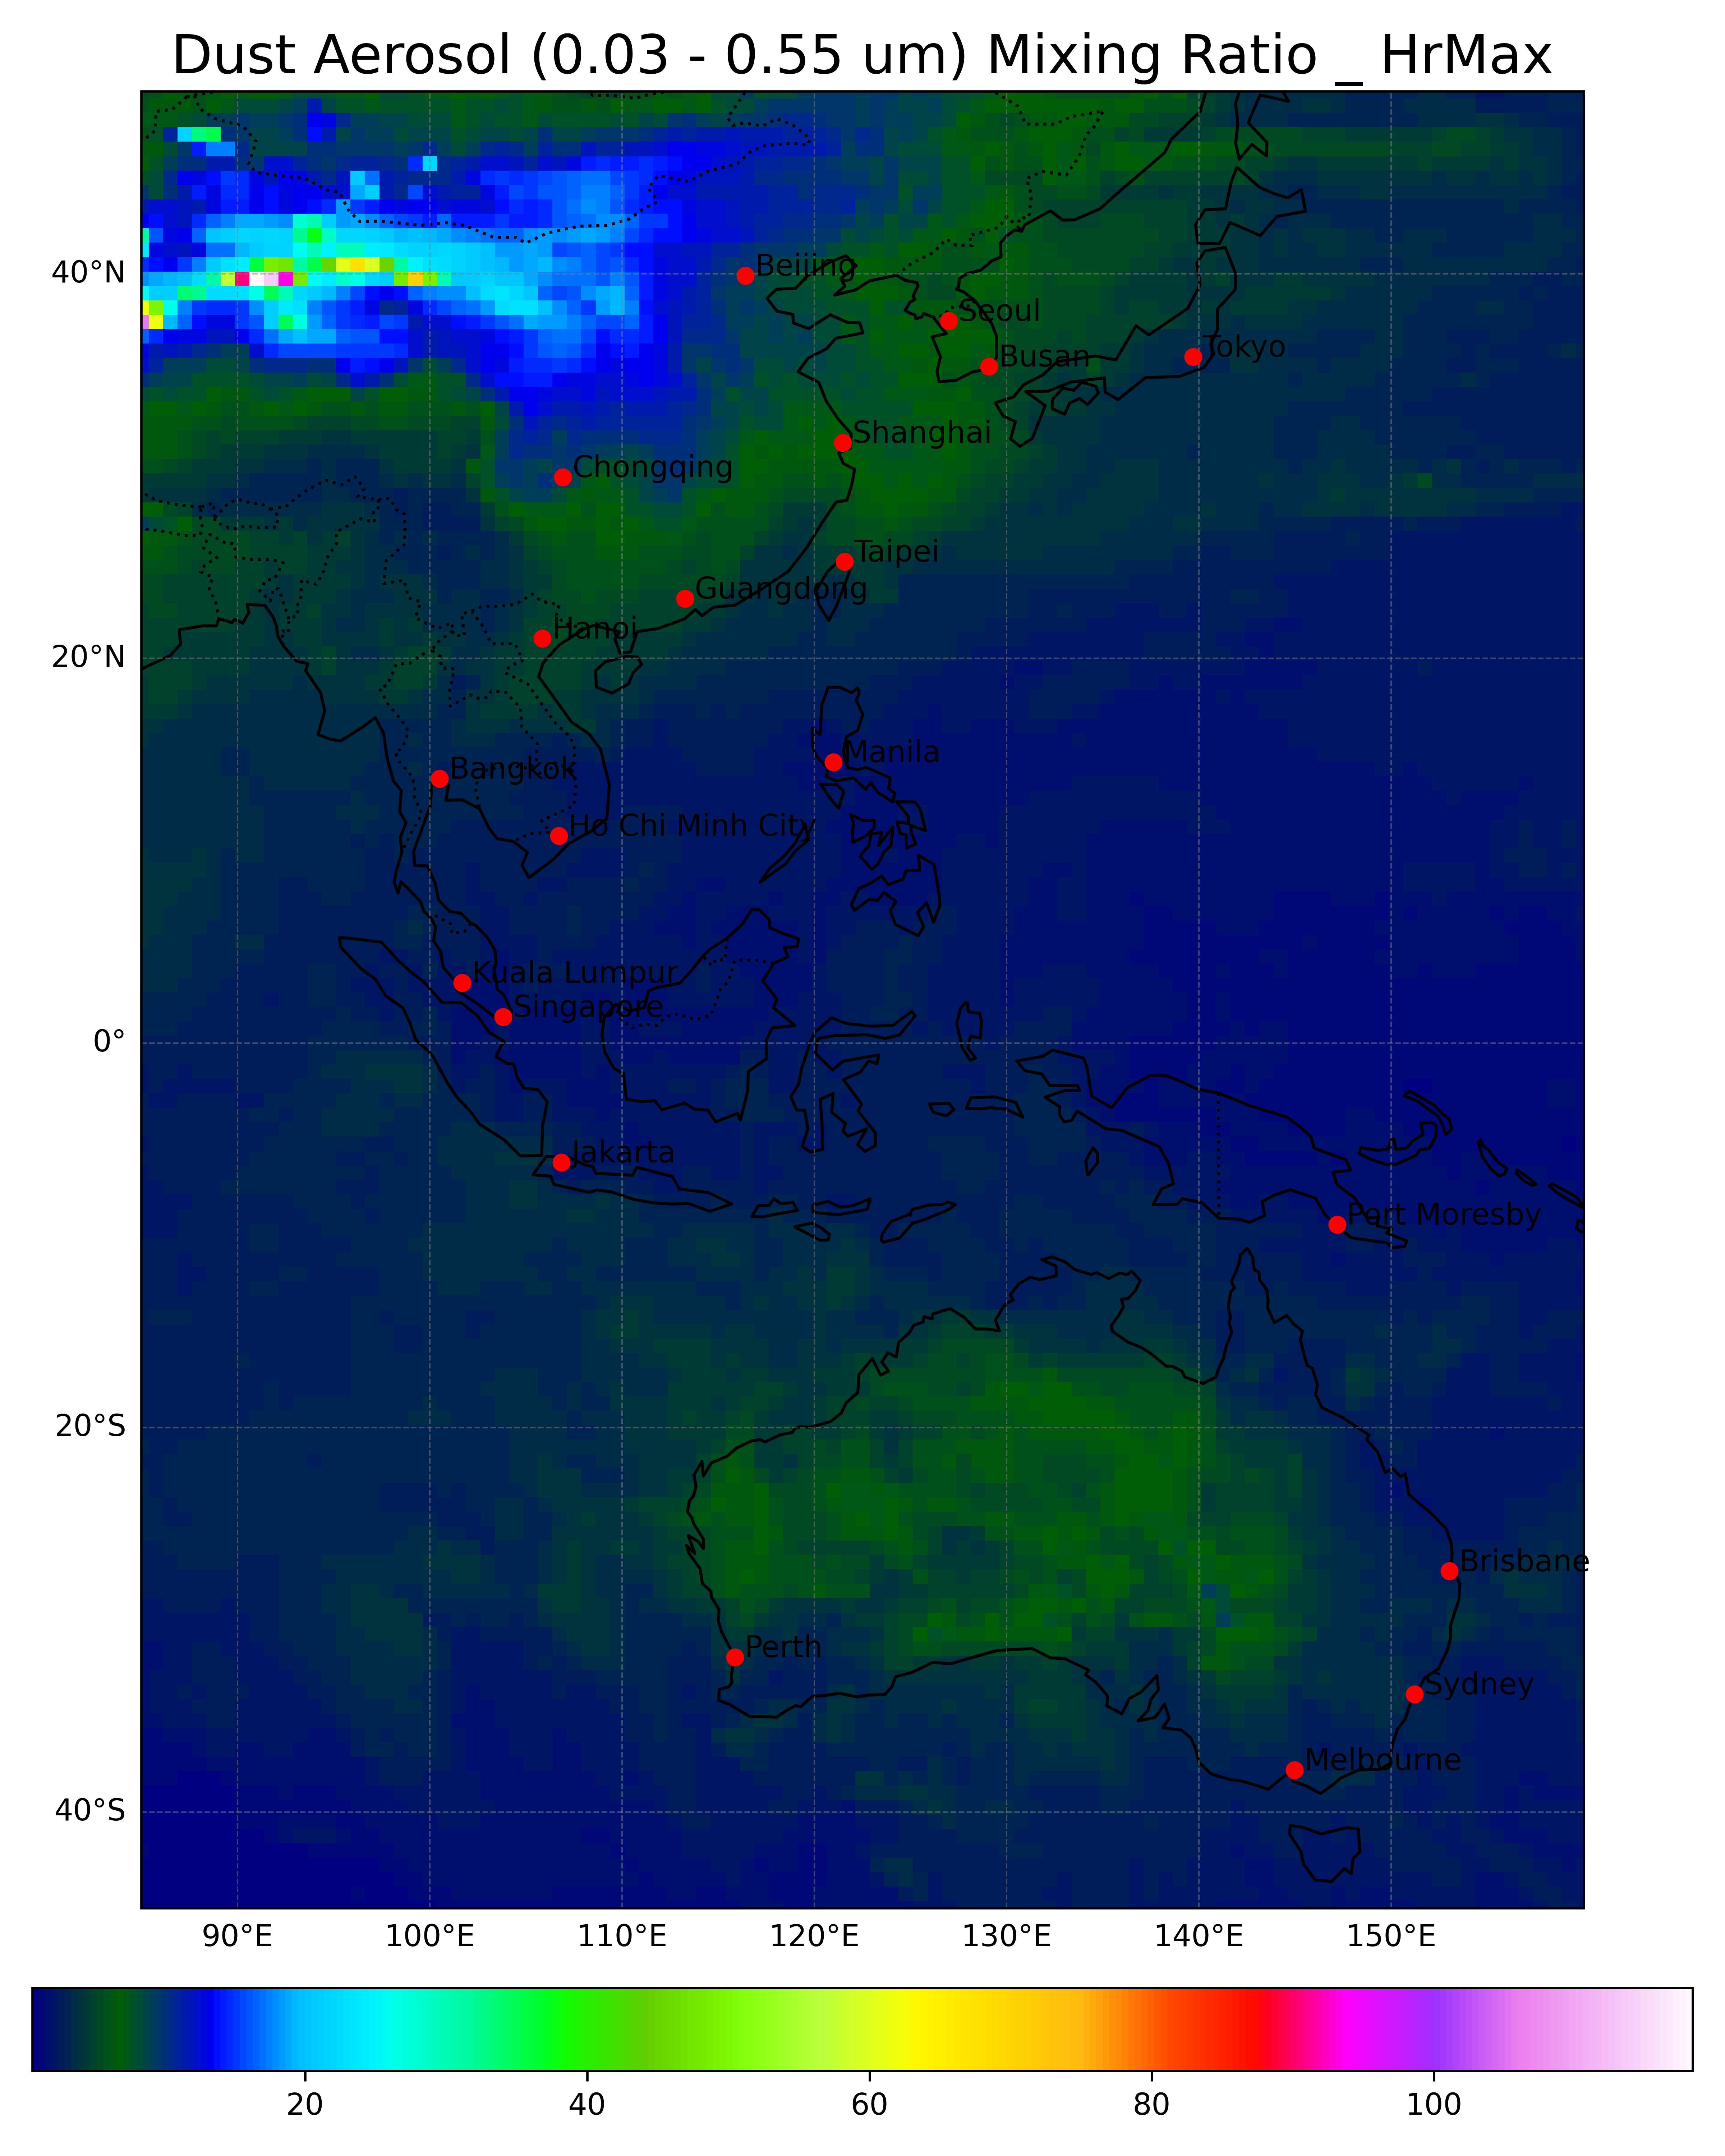 Dust Aerosol (0.03 - 0.55 um) Mixing Ratio _ HrMax
40°N
20°N
0°
20°S
40°S
Beijing
Seoul
Busan
Tokyo
Shanghai
Chongqing
Taipei
Guangdong
Hanoi
Manila
Bangkok
Ho Chi Minh City
Kuala Lumpur
Singapore
Jakarta
Port Moresby
Brisbane
Perth
Sydney
Melbourne
90°E 100°E 110°E 120°E 130°E 140°E 150°E
20 40 60 80 100